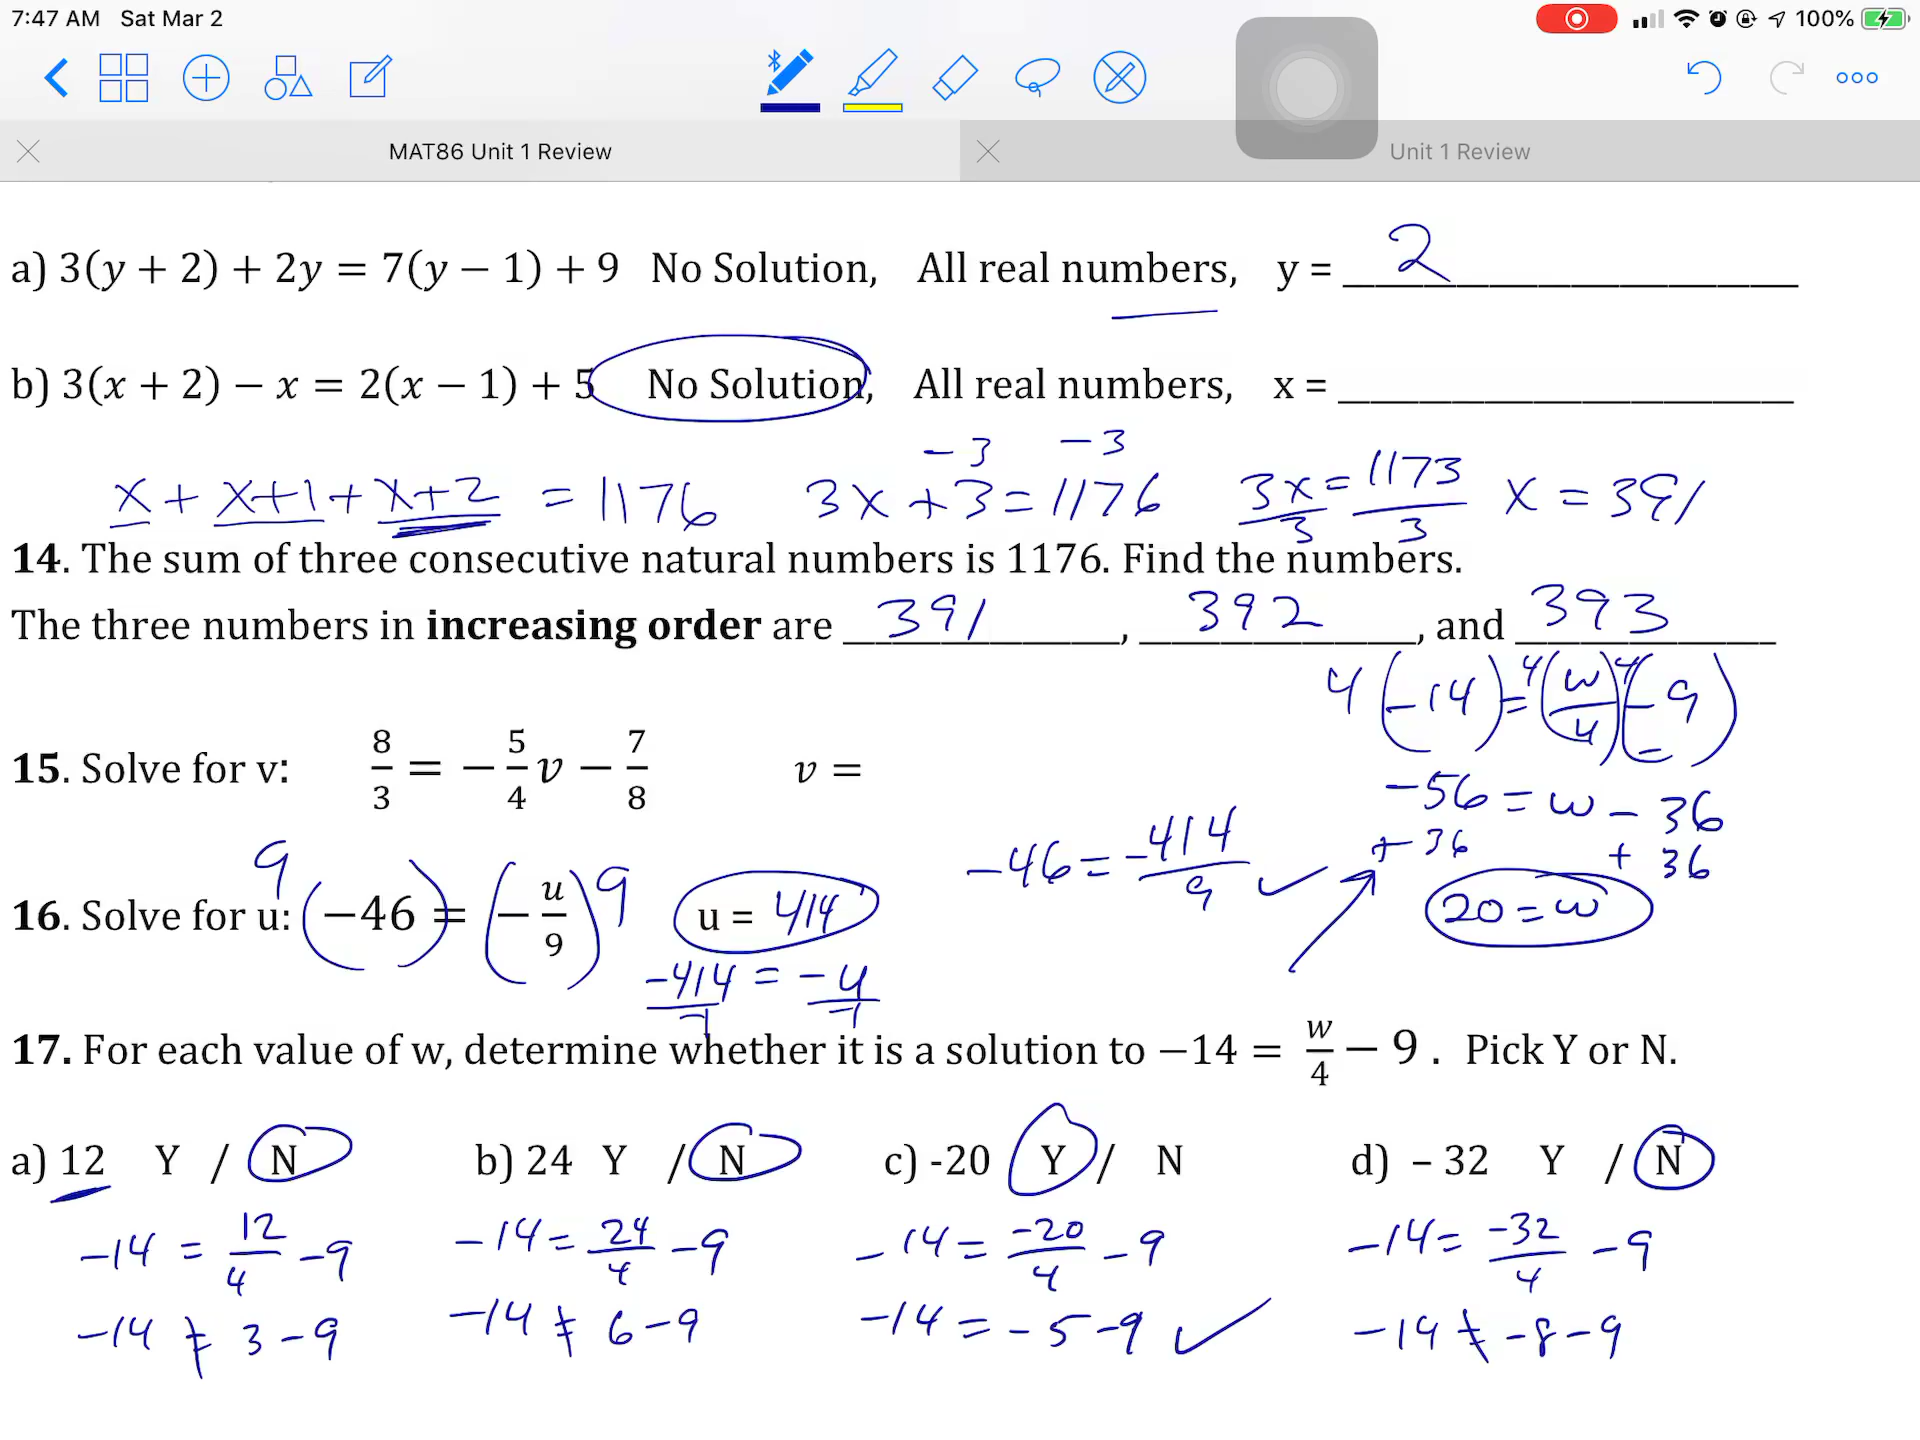 7:47 AM Sat Mar 2 100%
MAT86 Unit 1 Review Unit 1 Review
a) 3(y + 2) + 2y = 7(y − 1) + 9 No Solution, All real numbers, y = 2
b) 3(x + 2) − x = 2(x − 1) + 5 No Solution, All real numbers, x =
−3 −3
x + x+1 + x+2 = 1176 3x + 3 = 1176 3x/3 = 1173/3 x = 391
14. The sum of three consecutive natural numbers is 1176. Find the numbers.
The three numbers in increasing order are 391, 392, and 393
4(−14) = 4(w/4) 4(−9)
15. Solve for v: 8/3 = −5/4 v − 7/8 v =
−56 = w − 36
+36 + 36
−46 = −414/9 ✓
20 = w
16. Solve for u: 9(−46) = (−u/9)9 u = 414
−414/−1 = −u/−1
17. For each value of w, determine whether it is a solution to −14 = w/4 − 9 . Pick Y or N.
a) 12 Y / N b) 24 Y / N c) -20 Y / N d) − 32 Y / N
−14 = 12/4 −9 −14 = 24/4 −9 −14 = −20/4 −9 −14 = −32/4 −9
−14 ≠ 3 −9 −14 ≠ 6 −9 −14 = −5 −9 ✓ −14 ≠ −8 −9